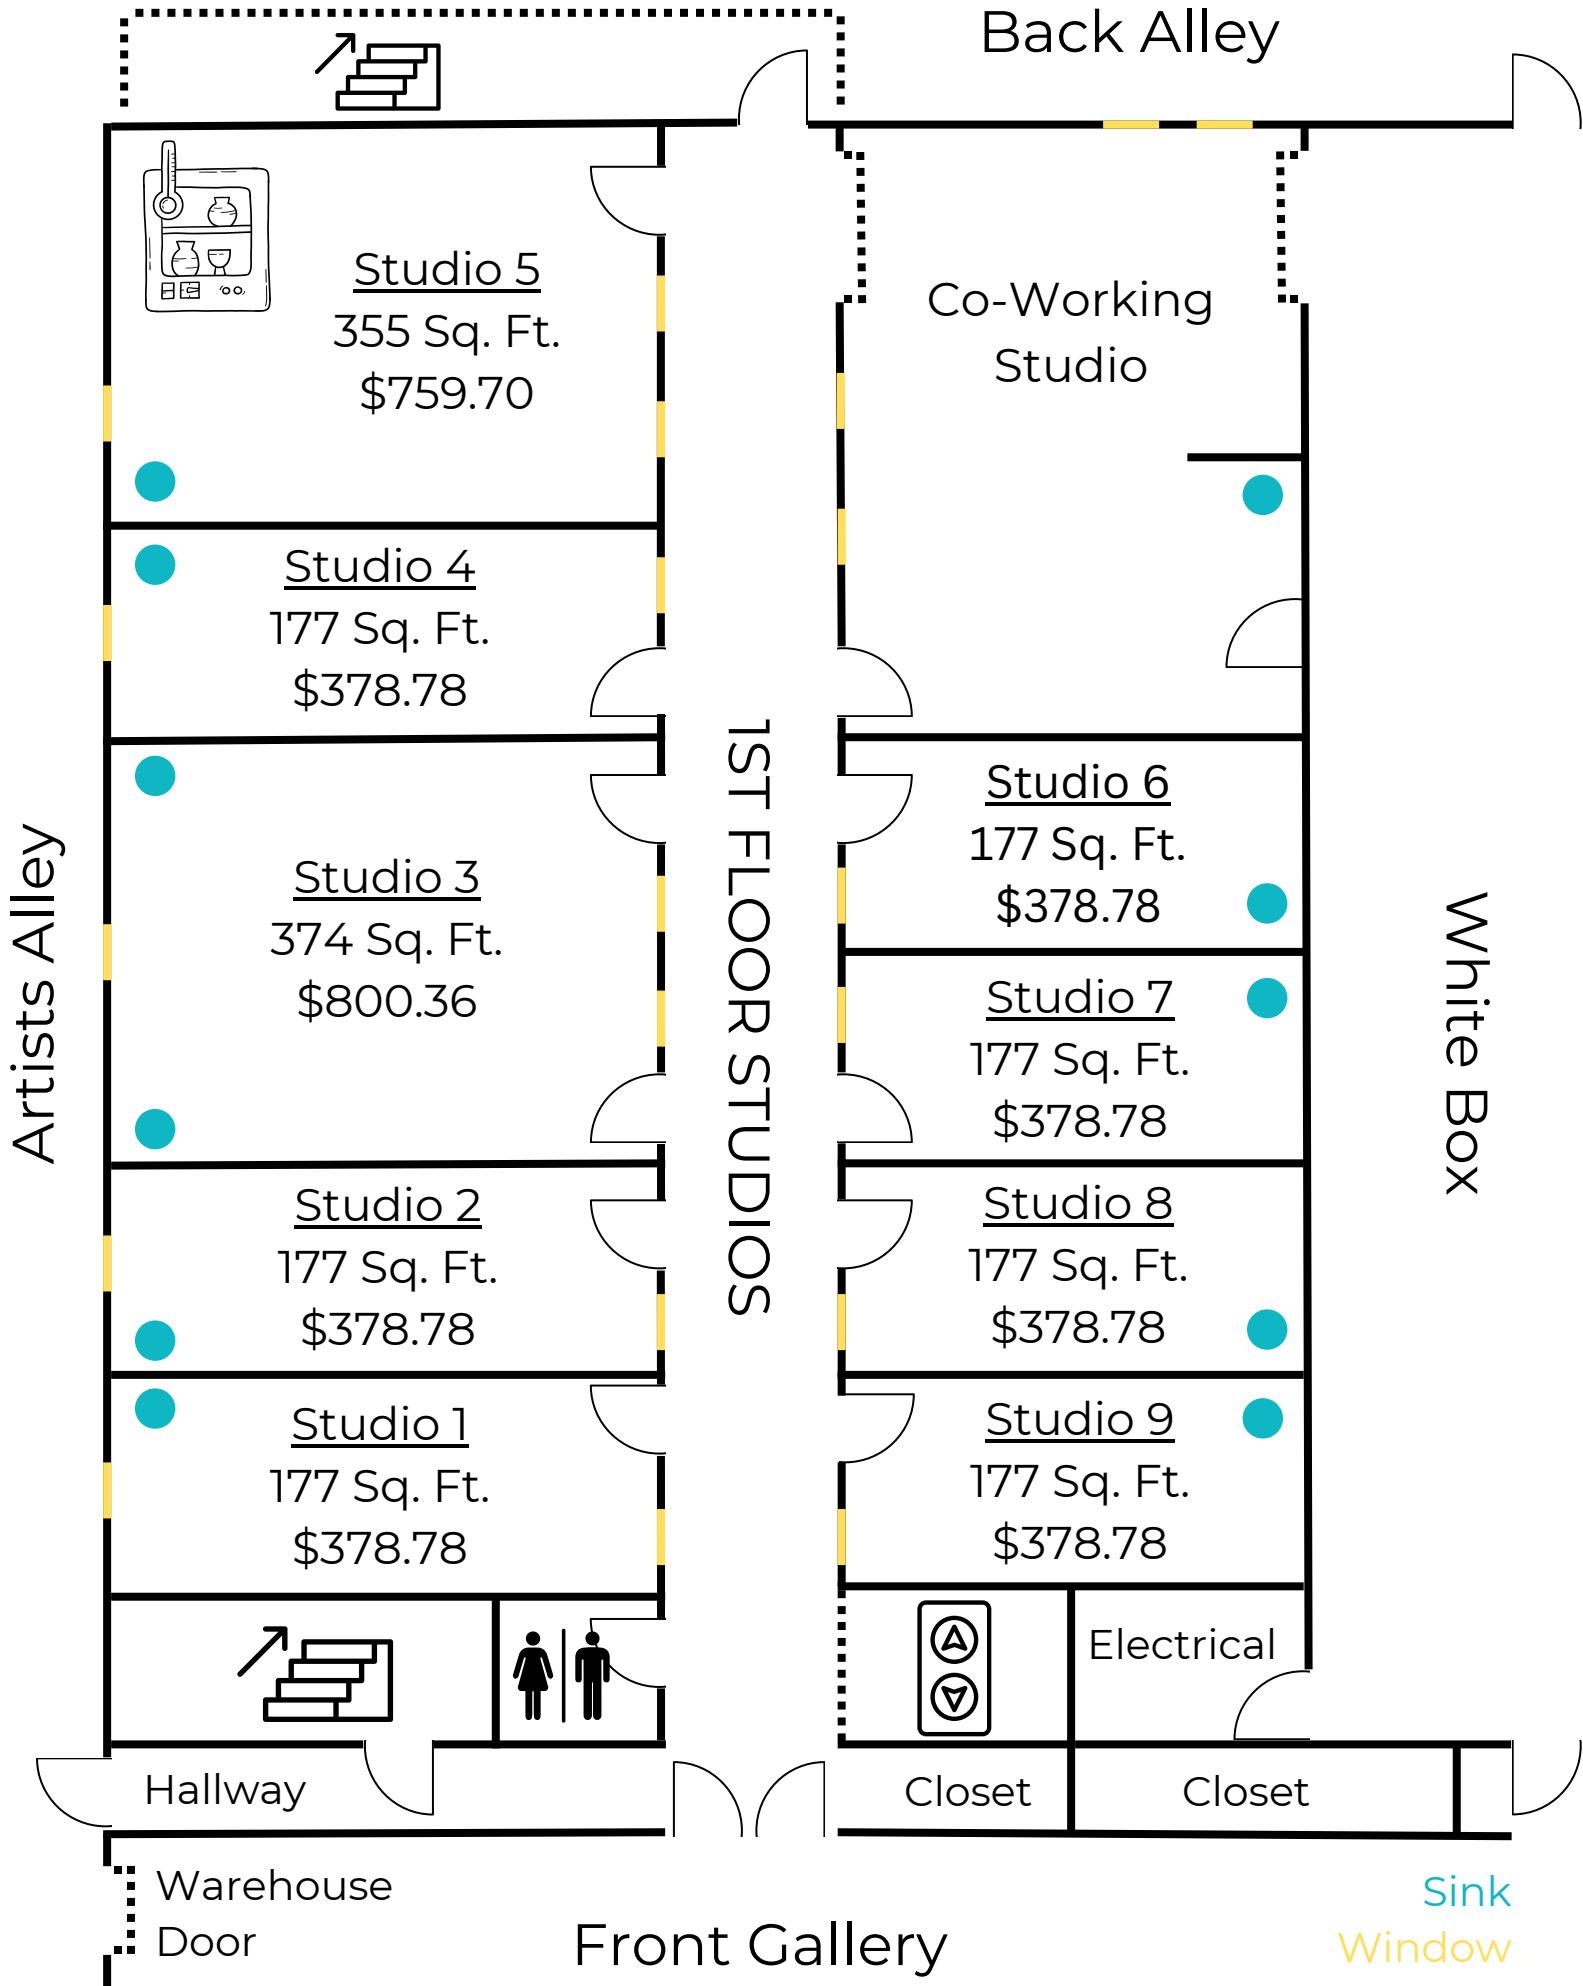 Back Alley
Studio 5
355 Sq. Ft.
$759.70
Co-Working
Studio
Studio 4
177 Sq. Ft.
$378.78
Studio 3
374 Sq. Ft.
$800.36
Studio 2
177 Sq. Ft.
$378.78
Studio 1
177 Sq. Ft.
$378.78
Artists Alley
1ST FLOOR STUDIOS
Studio 6
177 Sq. Ft.
$378.78
Studio 7
177 Sq. Ft.
$378.78
Studio 8
177 Sq. Ft.
$378.78
Studio 9
177 Sq. Ft.
$378.78
White Box
Electrical
Hallway
Closet
Closet
Warehouse
Door
Front Gallery
Sink
Window